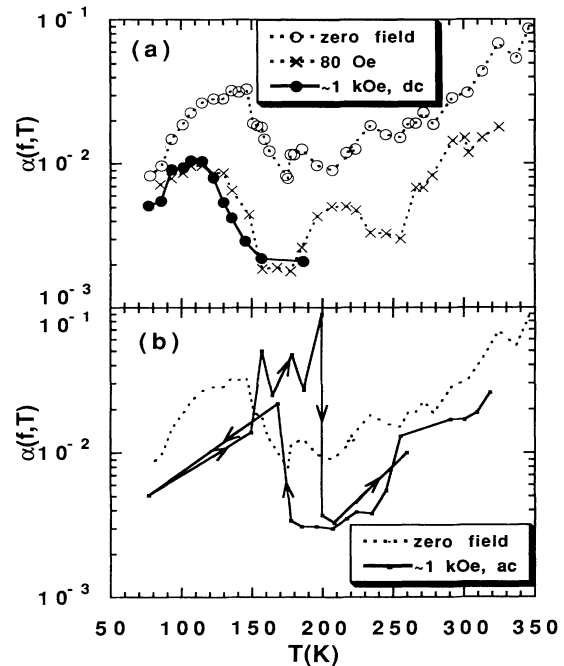 10⁻¹
(a)
zero field
80 Oe
~1 kOe, dc
α(f,T)
10⁻²
10⁻³
10⁻¹
(b)
α(f,T)
10⁻²
zero field
~1 kOe, ac
10⁻³
50 100 150 200 250 300 350
T(K)